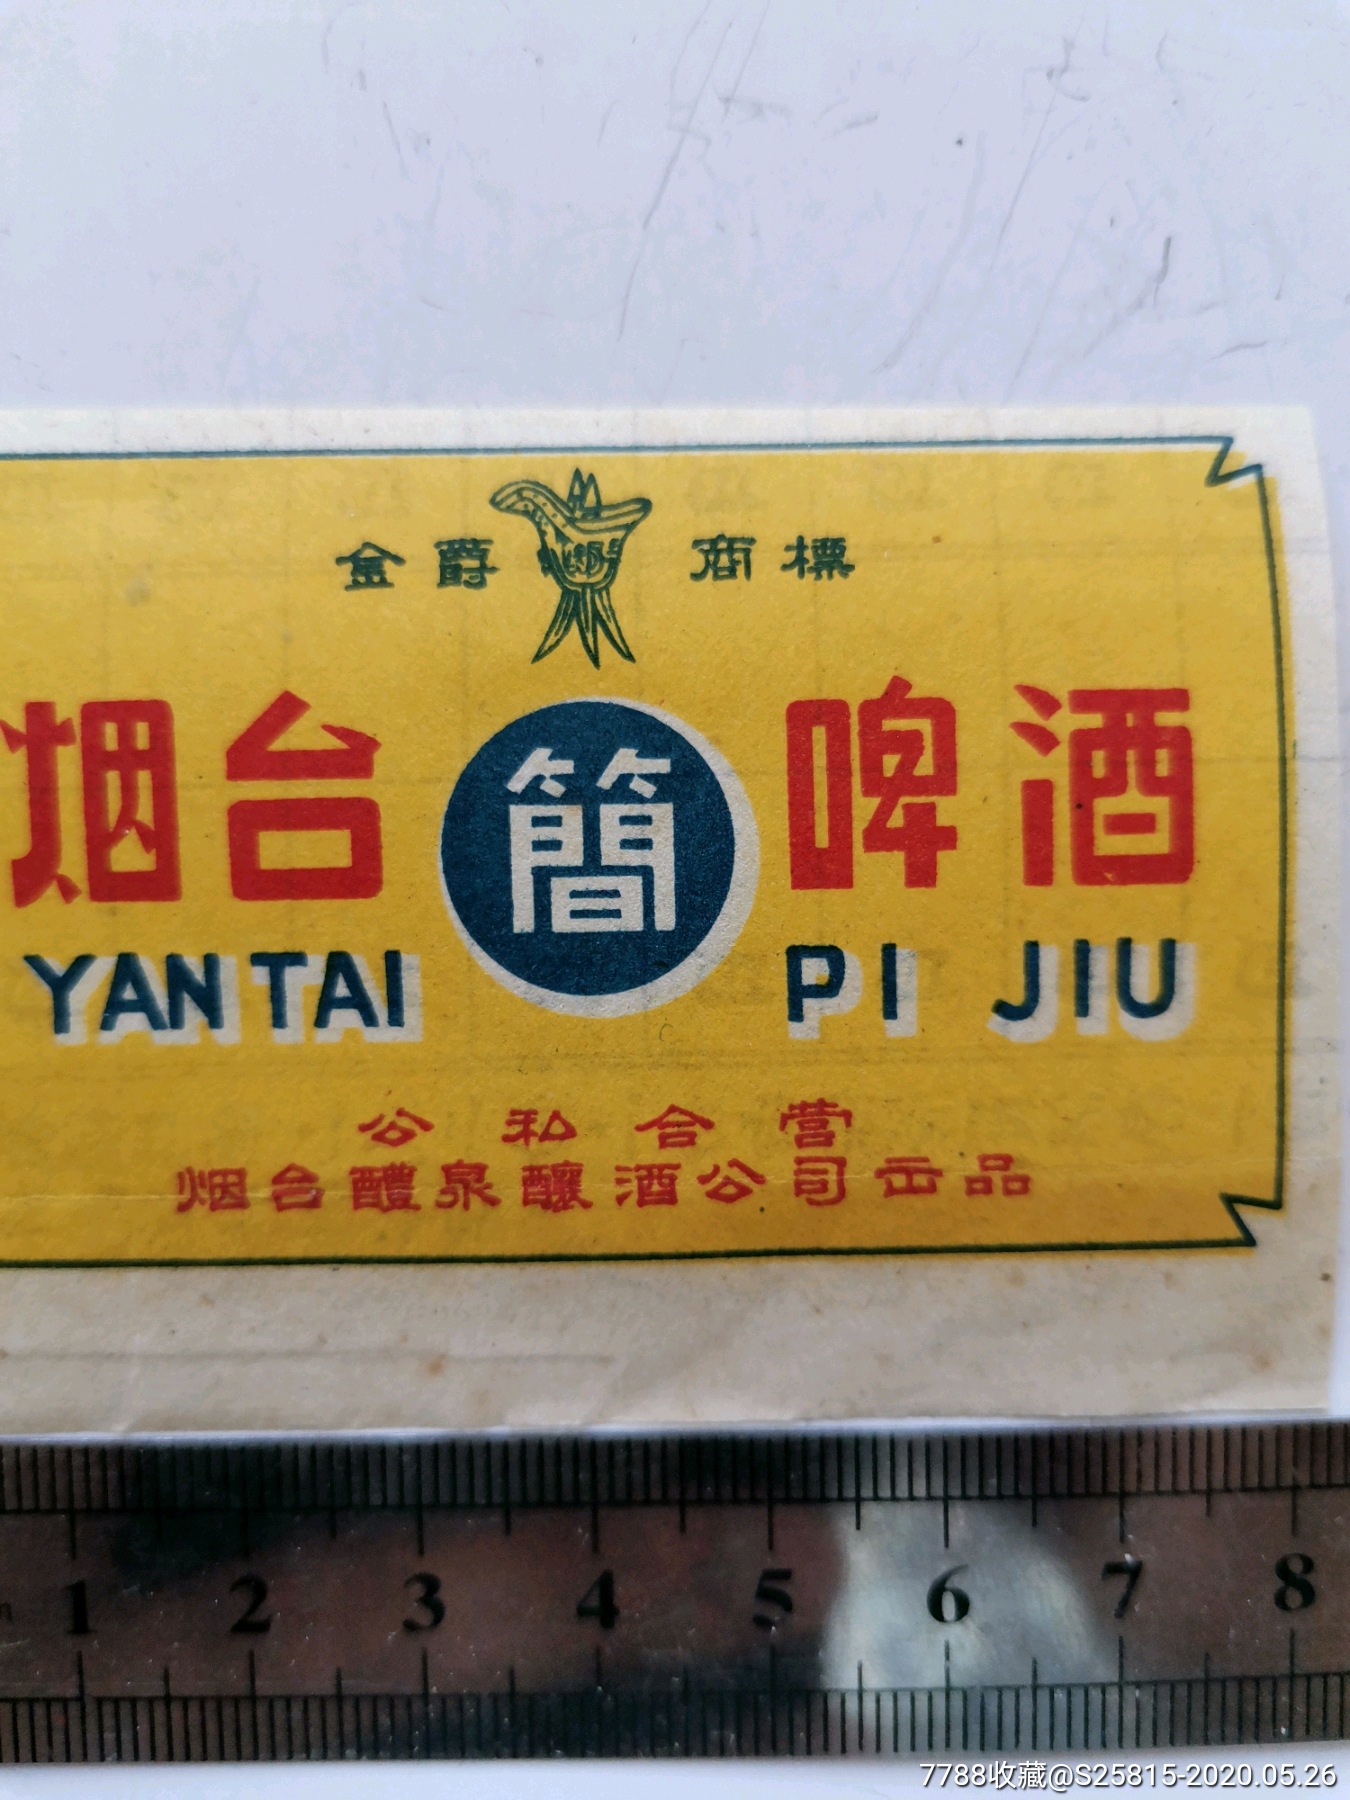 金爵 商標
烟台 簡 啤酒
YANTAI PI JIU
公私合营
烟台醴泉釀酒公司出品
1 2 3 4 5 6 7 8
7788收藏@S25815-2020.05.26